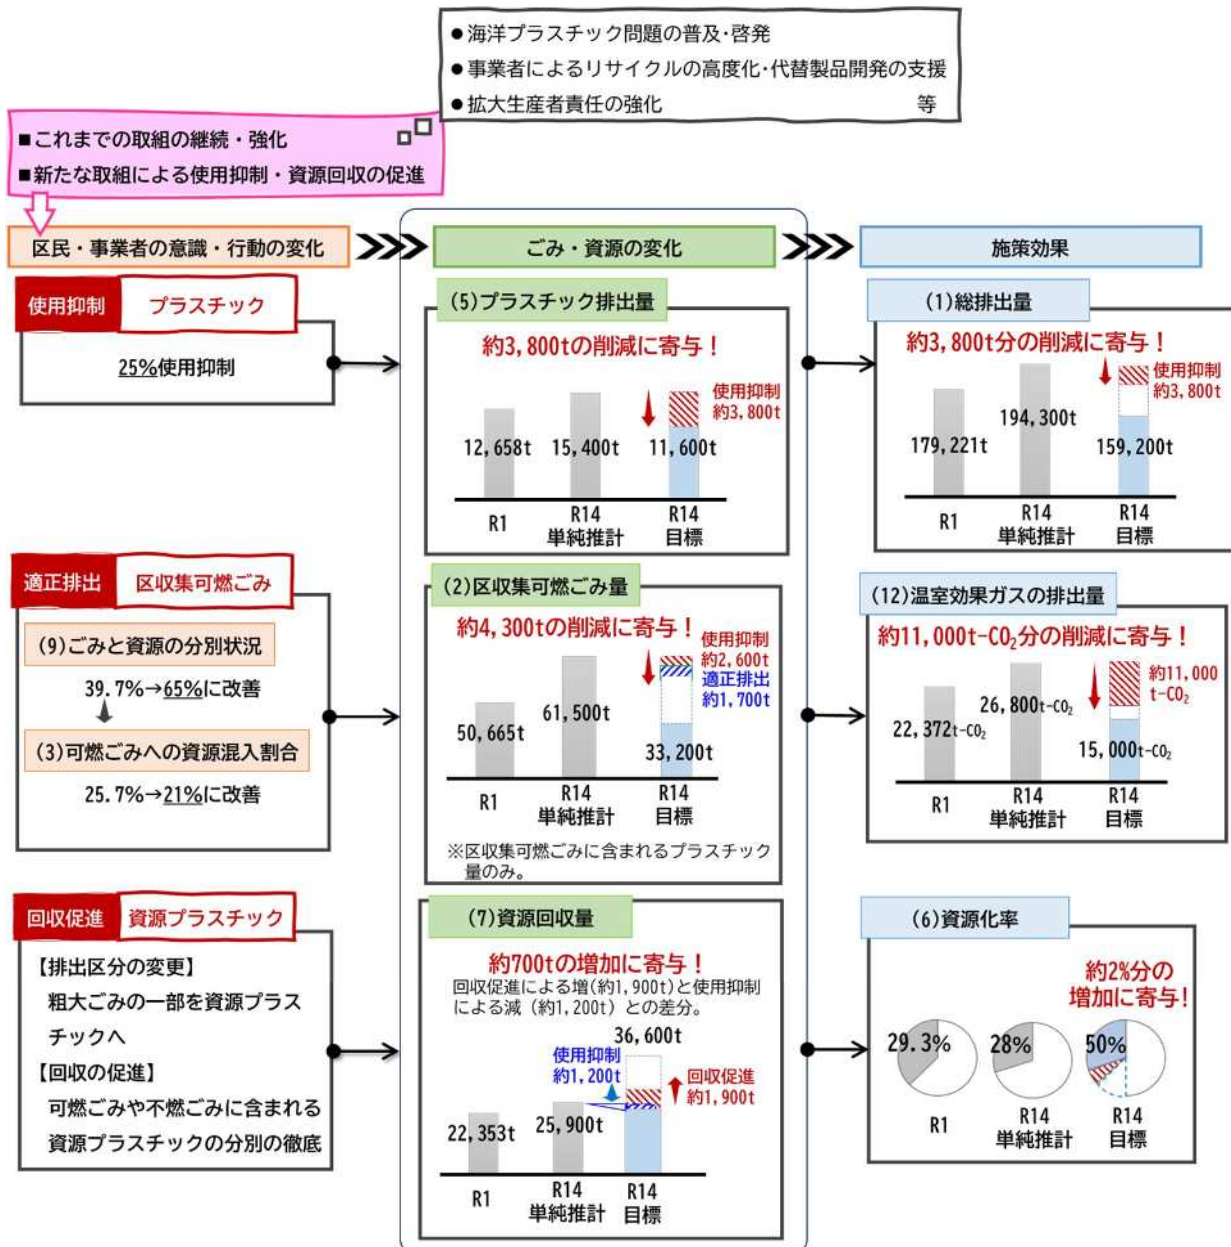 ●海洋プラスチック問題の普及・啓発
●事業者によるリサイクルの高度化・代替製品開発の支援
●拡大生産者責任の強化 等
■これまでの取組の継続・強化
■新たな取組による使用抑制・資源回収の促進
区民・事業者の意識・行動の変化
ごみ・資源の変化
施策効果
使用抑制 プラスチック
25%使用抑制
(5)プラスチック排出量
約3,800tの削減に寄与！
使用抑制
約3,800t
12,658t 15,400t 11,600t
R1
R14
単純推計
R14
目標
(1)総排出量
約3,800t分の削減に寄与！
使用抑制
約3,800t
179,221t
194,300t
159,200t
R1
R14
単純推計
R14
目標
適正排出 区収集可燃ごみ
(9)ごみと資源の分別状況
39.7%→65%に改善
(3)可燃ごみへの資源混入割合
25.7%→21%に改善
(2)区収集可燃ごみ量
約4,300tの削減に寄与！
使用抑制
約2,600t
適正排出
約1,700t
50,665t
61,500t
33,200t
R1
R14
単純推計
R14
目標
※区収集可燃ごみに含まれるプラスチック
量のみ。
(12)温室効果ガスの排出量
約11,000t-CO₂分の削減に寄与！
約11,000
t-CO₂
22,372t-CO₂
26,800t-CO₂
15,000t-CO₂
R1
R14
単純推計
R14
目標
回収促進 資源プラスチック
【排出区分の変更】
粗大ごみの一部を資源プラス
チックへ
【回収の促進】
可燃ごみや不燃ごみに含まれる
資源プラスチックの分別の徹底
(7)資源回収量
約700tの増加に寄与！
回収促進による増(約1,900t)と使用抑制
による減（約1,200t）との差分。
36,600t
使用抑制
約1,200t
回収促進
約1,900t
22,353t
25,900t
R1
R14
単純推計
R14
目標
(6)資源化率
約2%分の
増加に寄与！
29.3%
28%
50%
R1
R14
単純推計
R14
目標